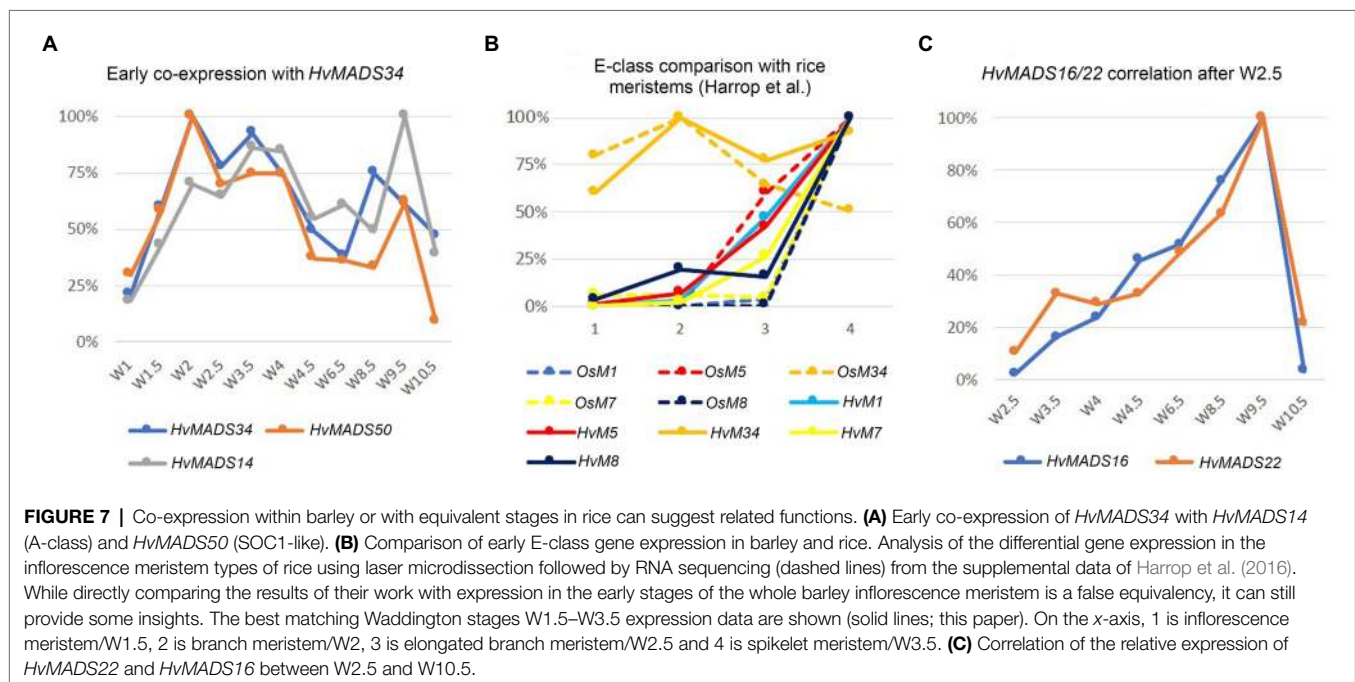 A
Early co-expression with HvMADS34
100%
75%
50%
25%
0%
W1
W1.5
W2
W2.5
W3.5
W4
W4.5
W6.5
W8.5
W9.5
W10.5
HvMADS34
HvMADS50
HvMADS14
B
E-class comparison with rice
meristems (Harrop et al.)
100%
75%
50%
25%
0%
1
2
3
4
OsM1
OsM5
OsM34
OsM7
OsM8
HvM1
HvM5
HvM34
HvM7
HvM8
C
HvMADS16/22 correlation after W2.5
100%
80%
60%
40%
20%
0%
W2.5
W3.5
W4
W4.5
W6.5
W8.5
W9.5
W10.5
HvMADS16
HvMADS22
FIGURE 7 | Co-expression within barley or with equivalent stages in rice can suggest related functions. (A) Early co-expression of HvMADS34 with HvMADS14
(A-class) and HvMADS50 (SOC1-like). (B) Comparison of early E-class gene expression in barley and rice. Analysis of the differential gene expression in the
inflorescence meristem types of rice using laser microdissection followed by RNA sequencing (dashed lines) from the supplemental data of Harrop et al. (2016).
While directly comparing the results of their work with expression in the early stages of the whole barley inflorescence meristem is a false equivalency, it can still
provide some insights. The best matching Waddington stages W1.5–W3.5 expression data are shown (solid lines; this paper). On the x-axis, 1 is inflorescence
meristem/W1.5, 2 is branch meristem/W2, 3 is elongated branch meristem/W2.5 and 4 is spikelet meristem/W3.5. (C) Correlation of the relative expression of
HvMADS22 and HvMADS16 between W2.5 and W10.5.